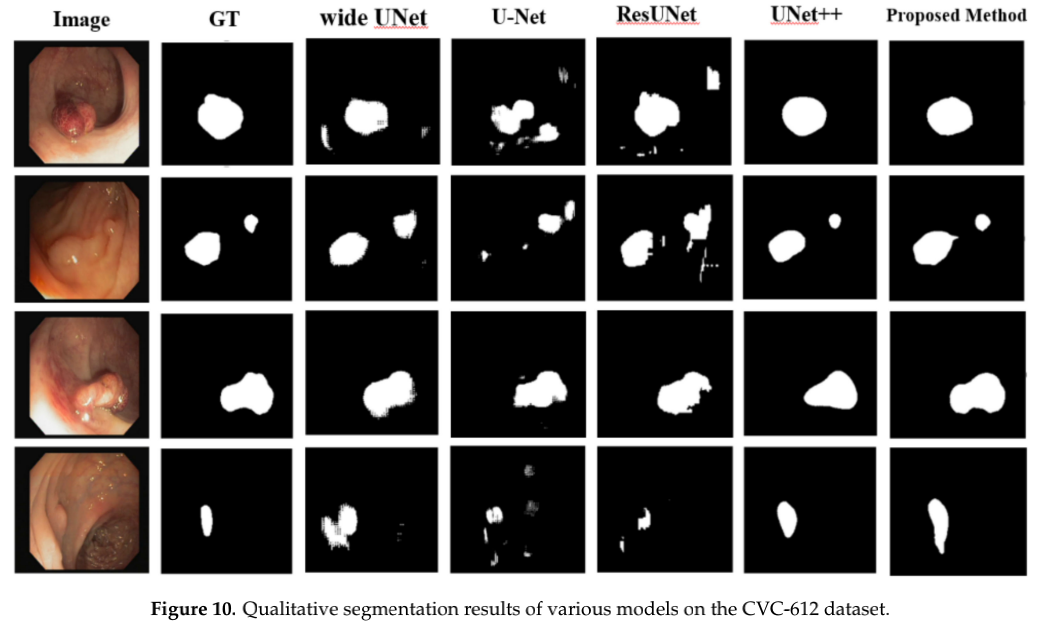 Image GT wide UNet U-Net ResUNet UNet++ Proposed Method
Figure 10. Qualitative segmentation results of various models on the CVC-612 dataset.